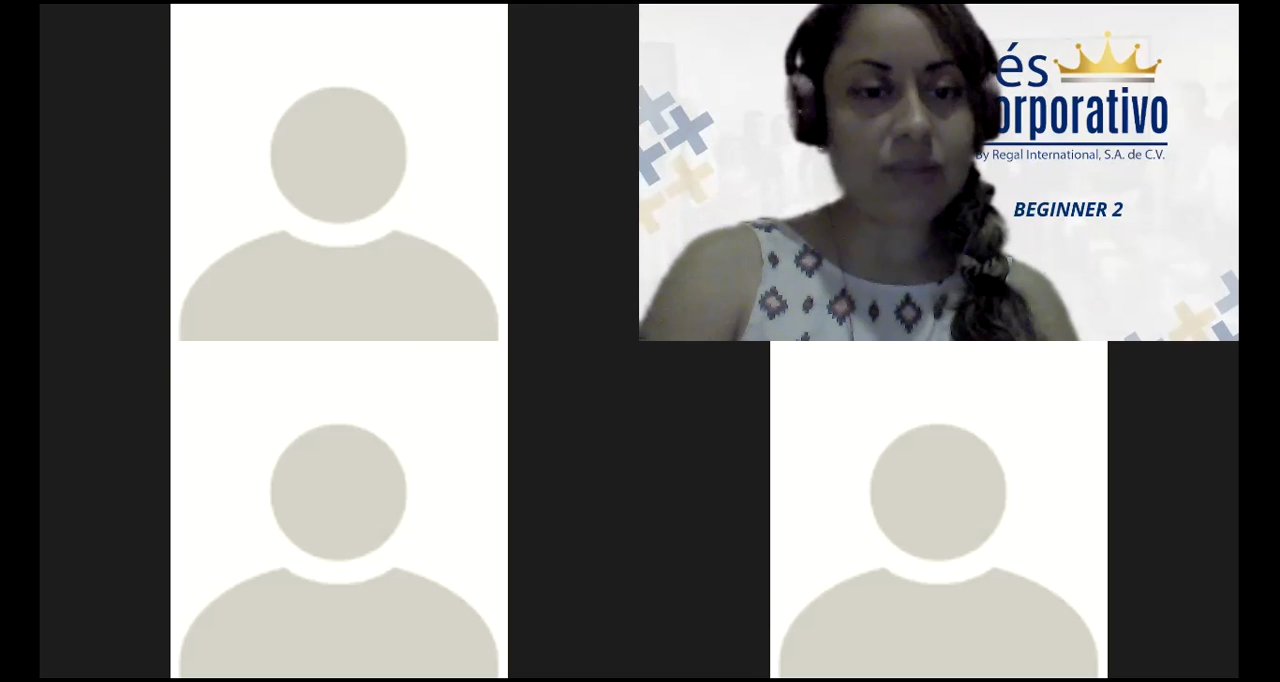 és
orporativo
By Regal International, S.A. de C.V.
BEGINNER 2